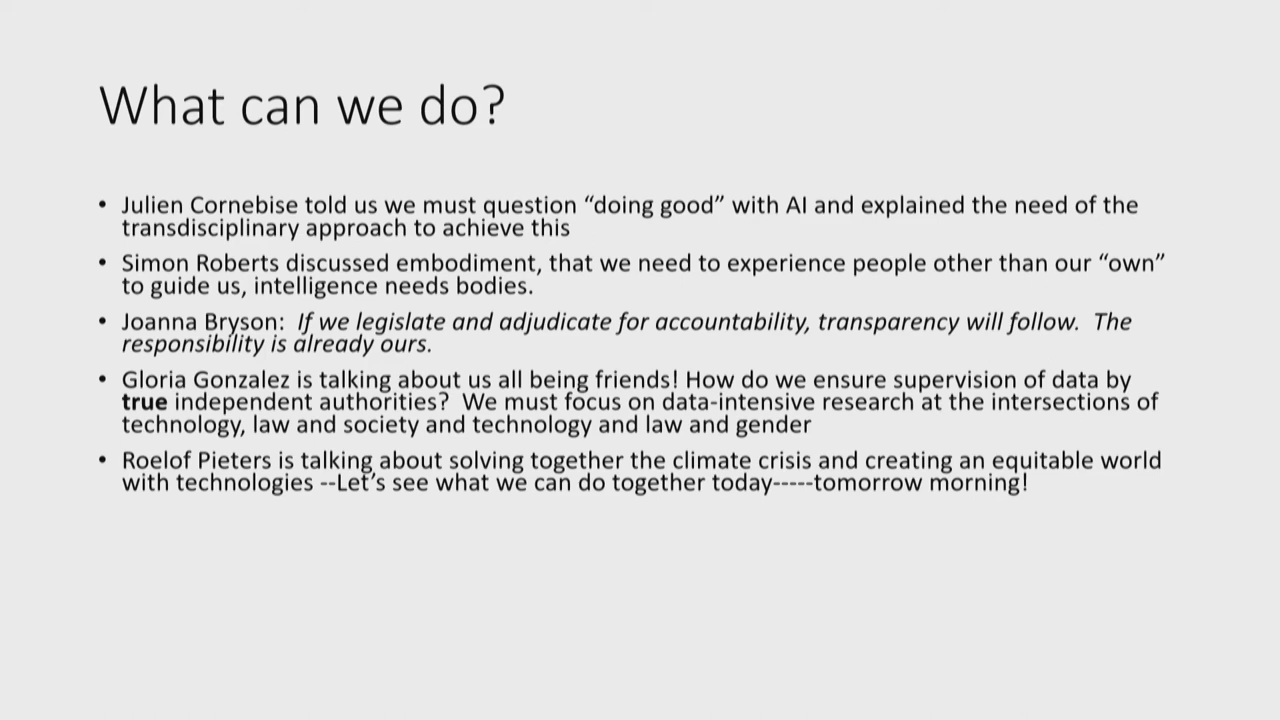 What can we do?
• Julien Cornebise told us we must question “doing good” with AI and explained the need of the
transdisciplinary approach to achieve this
• Simon Roberts discussed embodiment, that we need to experience people other than our “own”
to guide us, intelligence needs bodies.
• Joanna Bryson:  If we legislate and adjudicate for accountability, transparency will follow.  The
responsibility is already ours.
• Gloria Gonzalez is talking about us all being friends! How do we ensure supervision of data by
true independent authorities?  We must focus on data-intensive research at the intersections of
technology, law and society and technology and law and gender
• Roelof Pieters is talking about solving together the climate crisis and creating an equitable world
with technologies --Let’s see what we can do together today-----tomorrow morning!